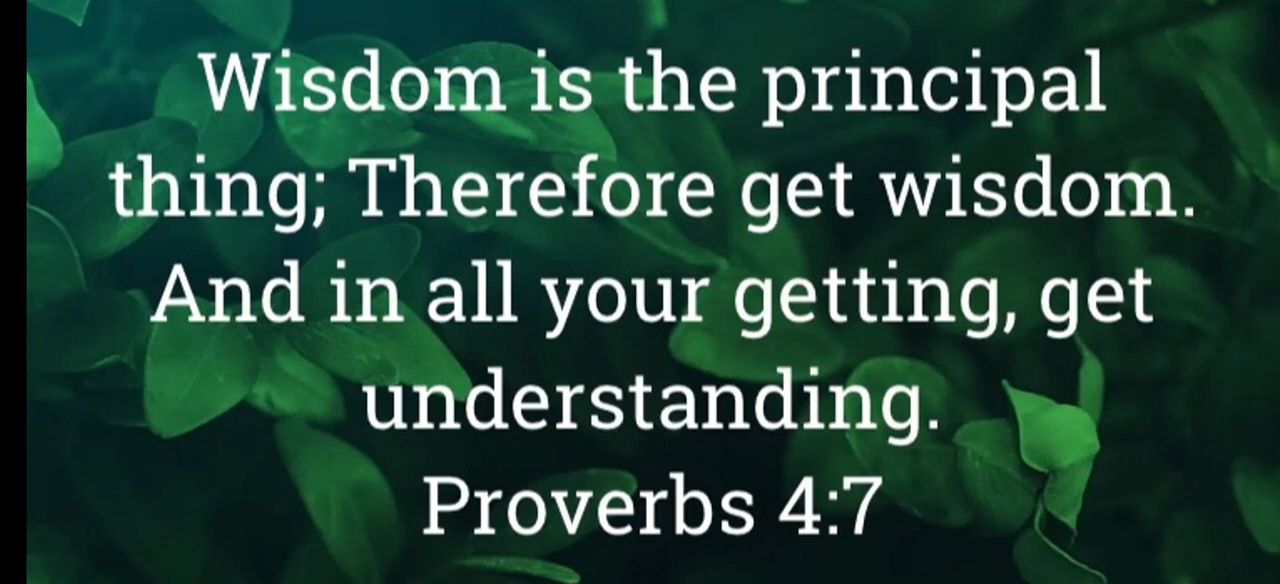 Wisdom is the principal
thing; Therefore get wisdom.
And in all your getting, get
understanding.
Proverbs 4:7